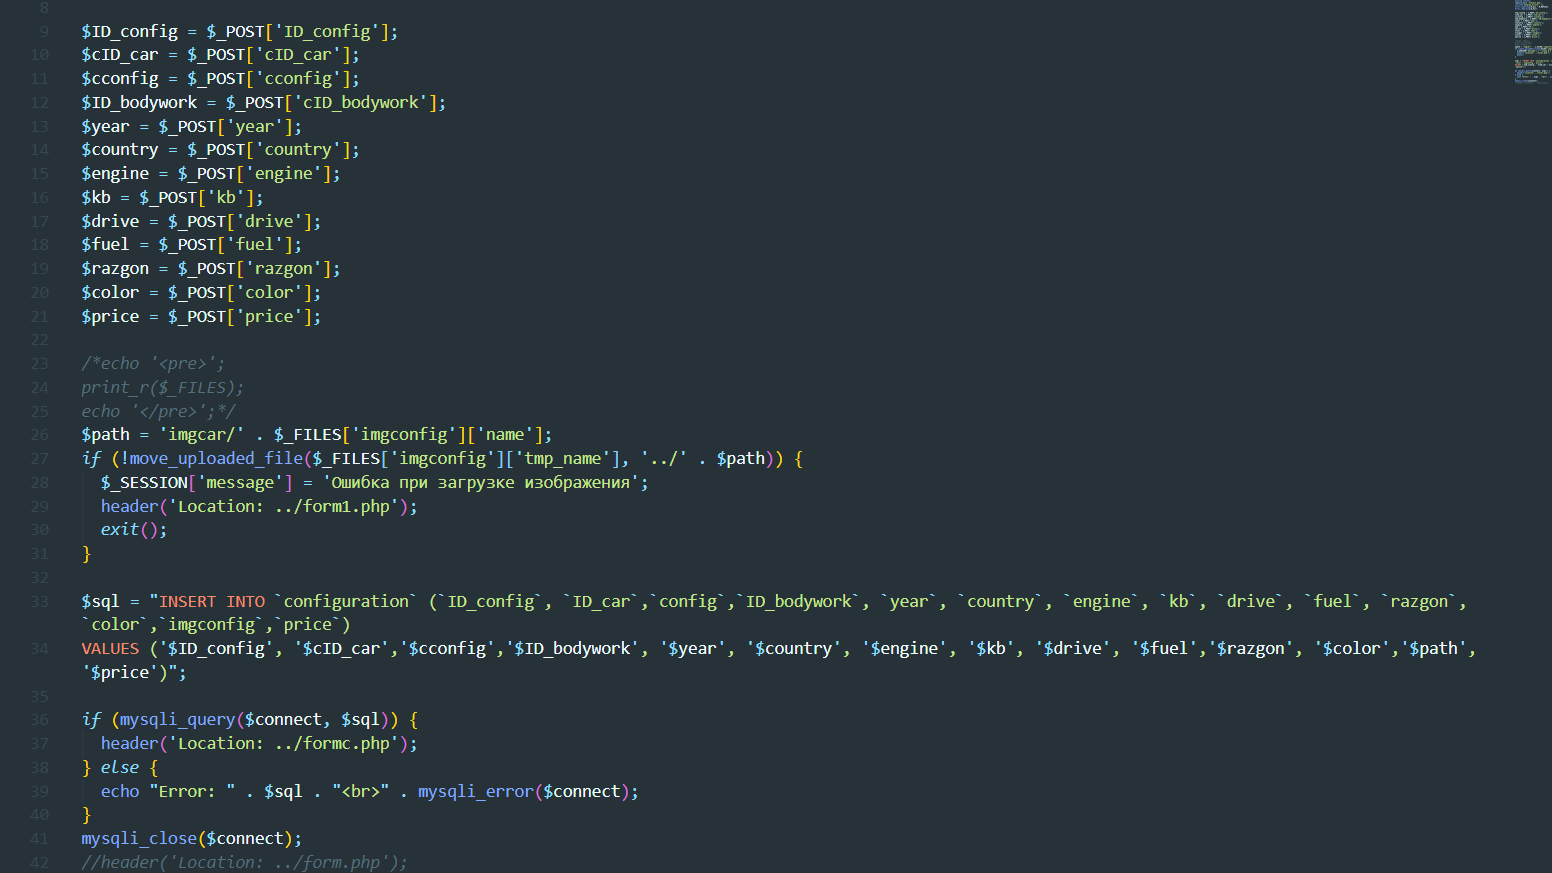 8
9 $ID_config = $_POST['ID_config'];
10 $cID_car = $_POST['cID_car'];
11 $cconfig = $_POST['cconfig'];
12 $ID_bodywork = $_POST['cID_bodywork'];
13 $year = $_POST['year'];
14 $country = $_POST['country'];
15 $engine = $_POST['engine'];
16 $kb = $_POST['kb'];
17 $drive = $_POST['drive'];
18 $fuel = $_POST['fuel'];
19 $razgon = $_POST['razgon'];
20 $color = $_POST['color'];
21 $price = $_POST['price'];
22
23 /*echo '<pre>';
24 print_r($_FILES);
25 echo '</pre>';*/
26 $path = 'imgcar/' . $_FILES['imgconfig']['name'];
27 if (!move_uploaded_file($_FILES['imgconfig']['tmp_name'], '../' . $path)) {
28 $_SESSION['message'] = 'Ошибка при загрузке изображения';
29 header('Location: ../form1.php');
30 exit();
31 }
32
33 $sql = "INSERT INTO `configuration` (`ID_config`, `ID_car`,`config`,`ID_bodywork`, `year`, `country`, `engine`, `kb`, `drive`, `fuel`, `razgon`,
`color`,`imgconfig`,`price`)
34 VALUES ('$ID_config', '$cID_car','$cconfig','$ID_bodywork', '$year', '$country', '$engine', '$kb', '$drive', '$fuel','$razgon', '$color','$path',
'$price')";
35
36 if (mysqli_query($connect, $sql)) {
37 header('Location: ../formc.php');
38 } else {
39 echo "Error: " . $sql . "<br>" . mysqli_error($connect);
40 }
41 mysqli_close($connect);
42 //header('Location: ../form.php');